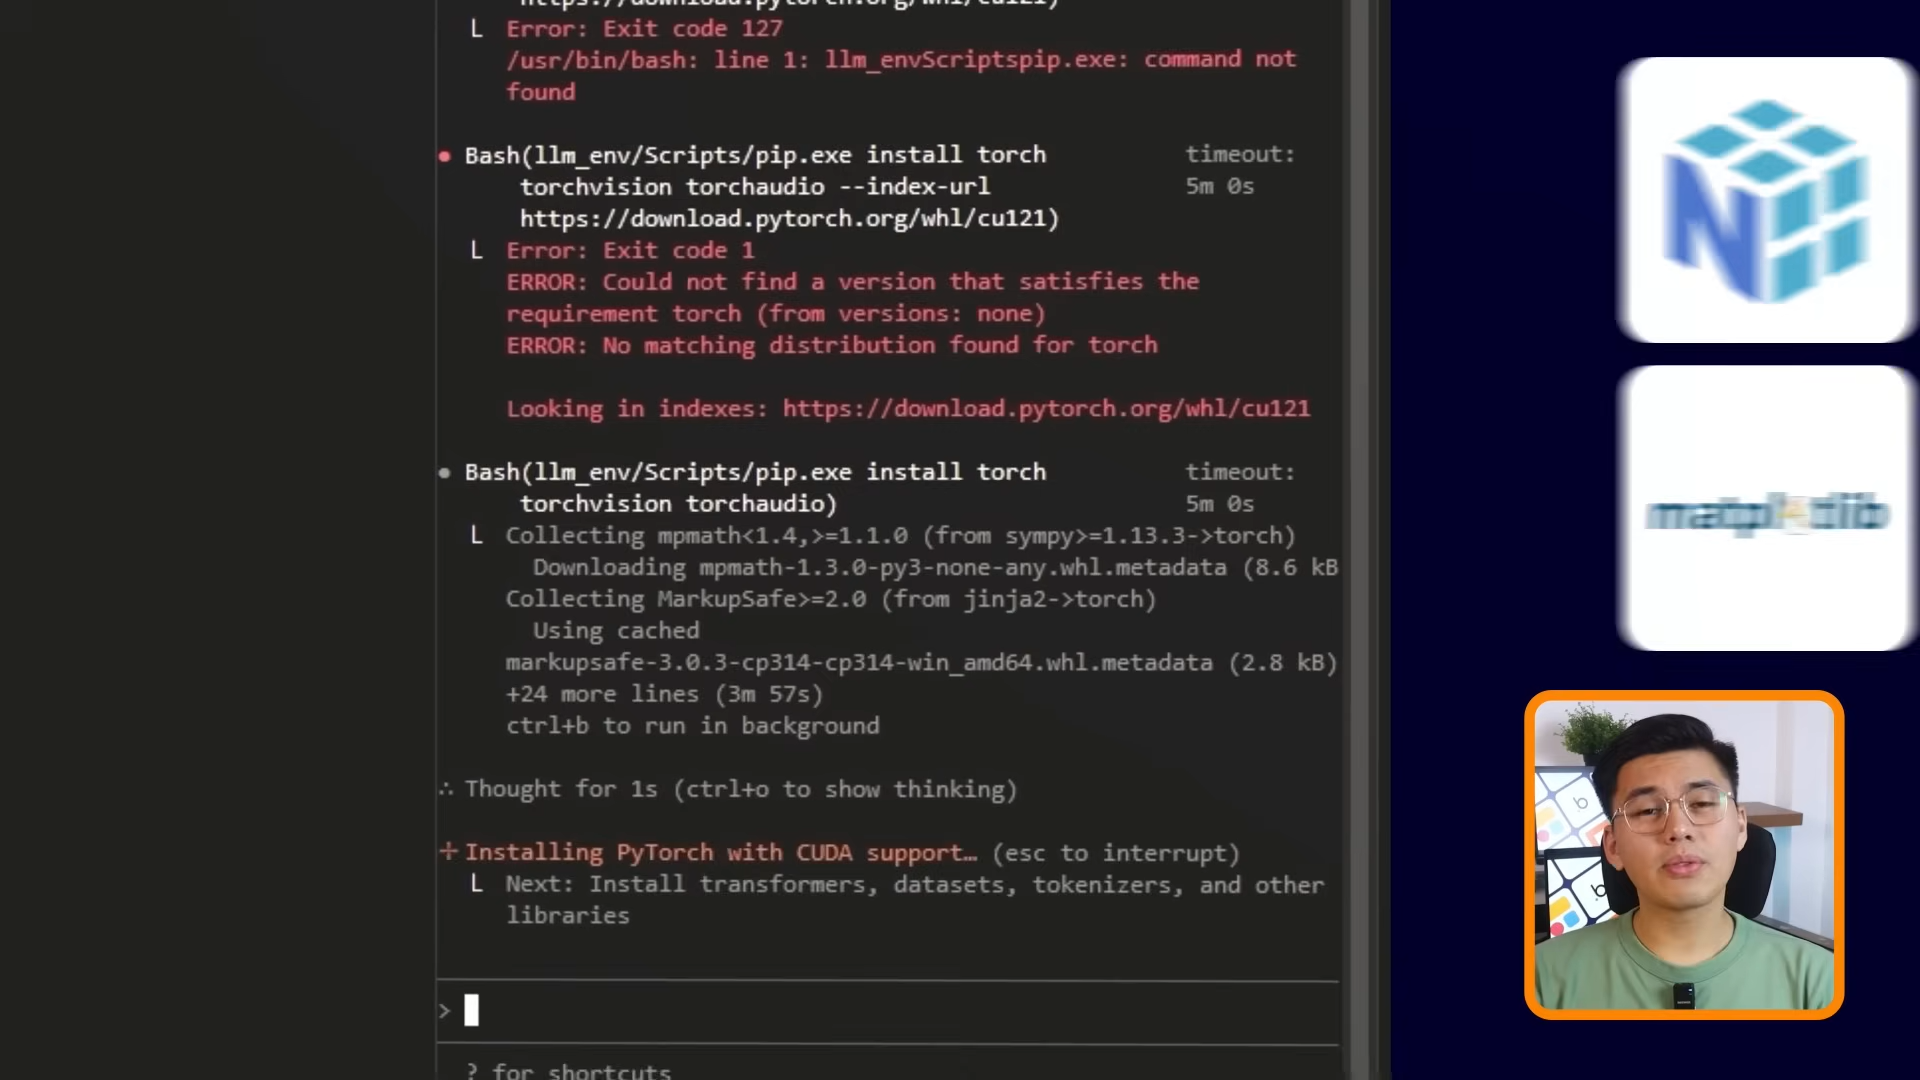 https://download.pytorch.org/whl/cu121)
L Error: Exit code 127
/usr/bin/bash: line 1: llm_envScriptspip.exe: command not
found
● Bash(llm_env/Scripts/pip.exe install torch timeout:
torchvision torchaudio --index-url 5m 0s
https://download.pytorch.org/whl/cu121)
L Error: Exit code 1
ERROR: Could not find a version that satisfies the
requirement torch (from versions: none)
ERROR: No matching distribution found for torch
Looking in indexes: https://download.pytorch.org/whl/cu121
● Bash(llm_env/Scripts/pip.exe install torch timeout:
torchvision torchaudio) 5m 0s
L Collecting mpmath<1.4,>=1.1.0 (from sympy>=1.13.3->torch)
Downloading mpmath-1.3.0-py3-none-any.whl.metadata (8.6 kB
Collecting MarkupSafe>=2.0 (from jinja2->torch)
Using cached
markupsafe-3.0.3-cp314-cp314-win_amd64.whl.metadata (2.8 kB)
+24 more lines (3m 57s)
ctrl+b to run in background
∴ Thought for 1s (ctrl+o to show thinking)
+ Installing PyTorch with CUDA support… (esc to interrupt)
L Next: Install transformers, datasets, tokenizers, and other
libraries
>
? for shortcuts
N
matplotlib
b
b